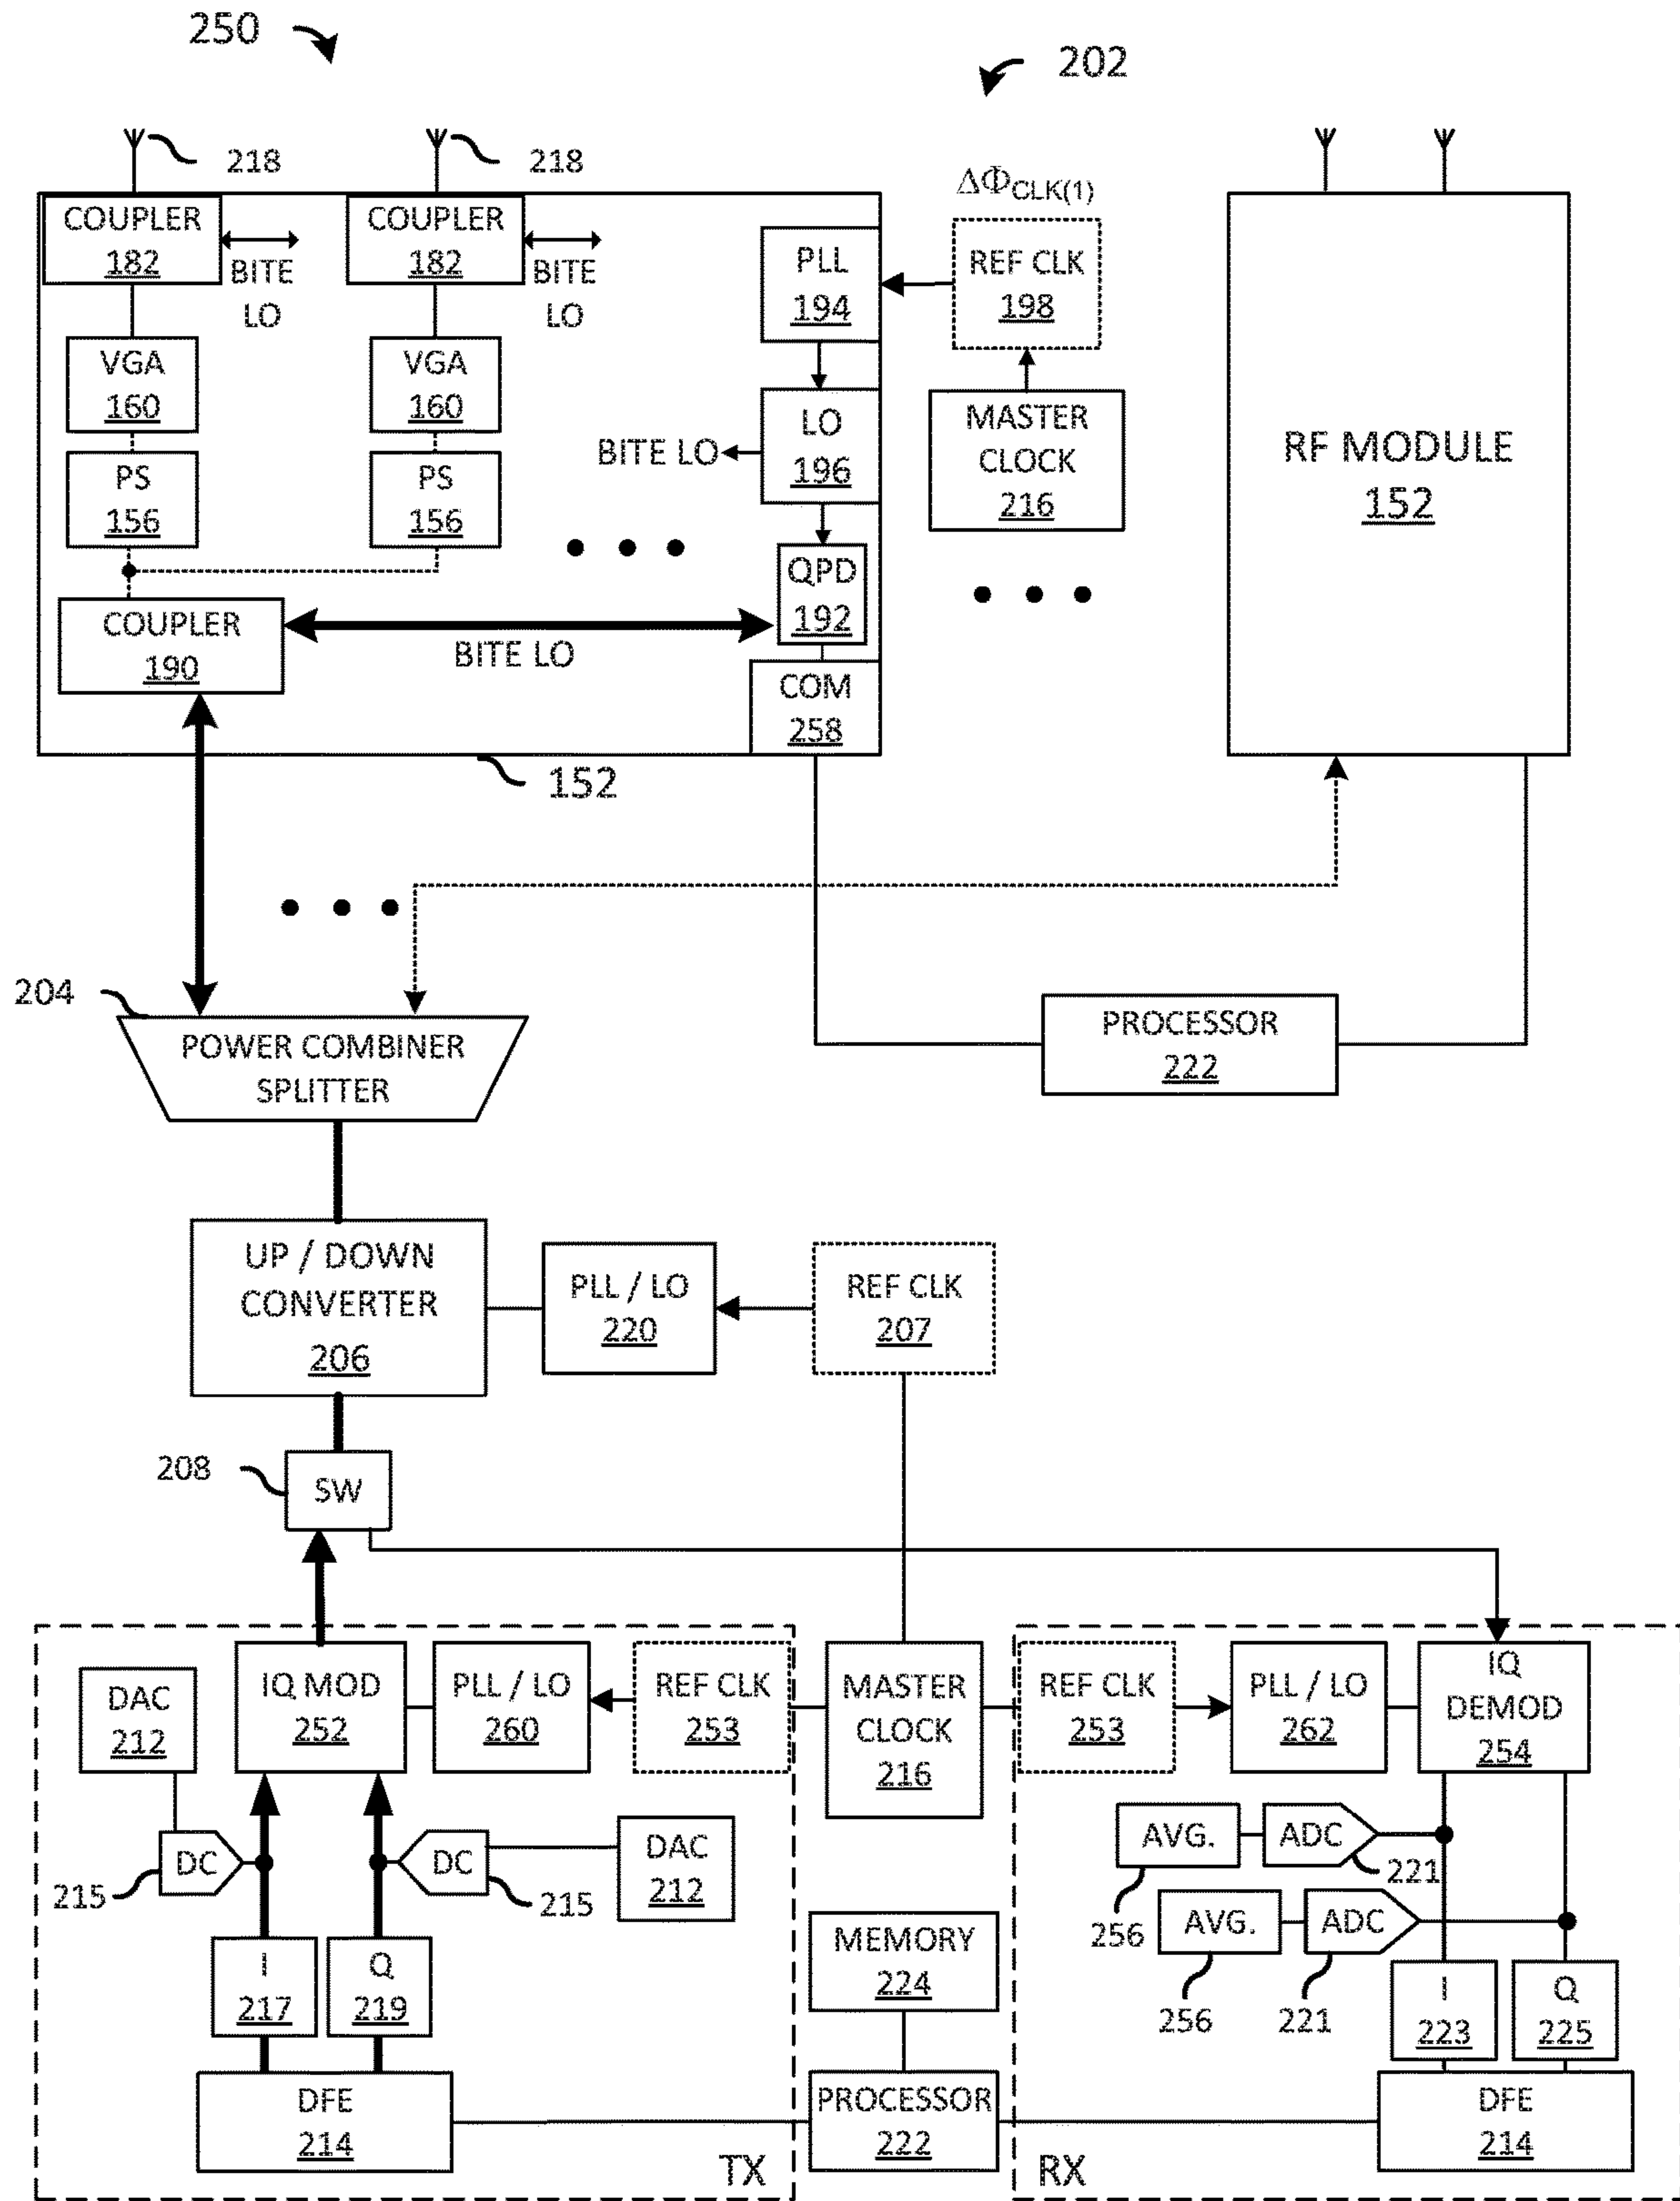 250
202
218
218
ΔΦCLK(1)
COUPLER
182
BITE
LO
COUPLER
182
BITE
LO
PLL
194
REF CLK
198
VGA
160
VGA
160
PS
156
PS
156
BITE LO
LO
196
MASTER
CLOCK
216
RF MODULE
152
QPD
192
COUPLER
190
BITE LO
COM
258
152
204
POWER COMBINER
SPLITTER
PROCESSOR
222
UP / DOWN
CONVERTER
206
PLL / LO
220
REF CLK
207
208
SW
DAC
212
IQ MOD
252
PLL / LO
260
REF CLK
253
MASTER
CLOCK
216
REF CLK
253
PLL / LO
262
IQ
DEMOD
254
DC
215
DC
215
DAC
212
AVG.
256
ADC
221
AVG.
256
ADC
221
I
217
Q
219
MEMORY
224
I
223
Q
225
DFE
214
TX
PROCESSOR
222
RX
DFE
214